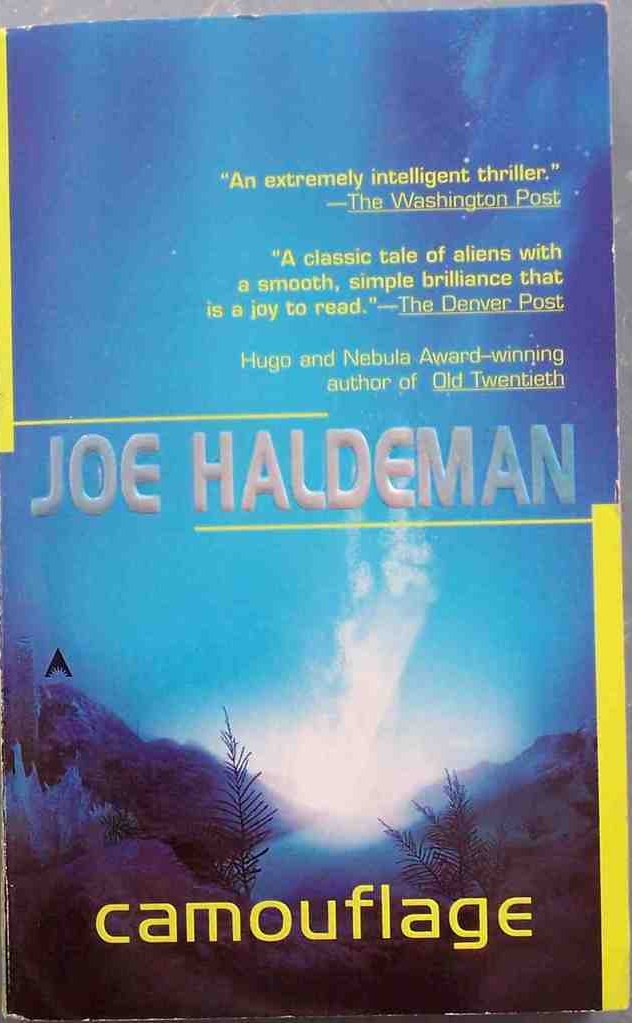 "An extremely intelligent thriller."
—The Washington Post
"A classic tale of aliens with
a smooth, simple brilliance that
is a joy to read."—The Denver Post
Hugo and Nebula Award–winning
author of Old Twentieth
JOE HALDEMAN
camouflage